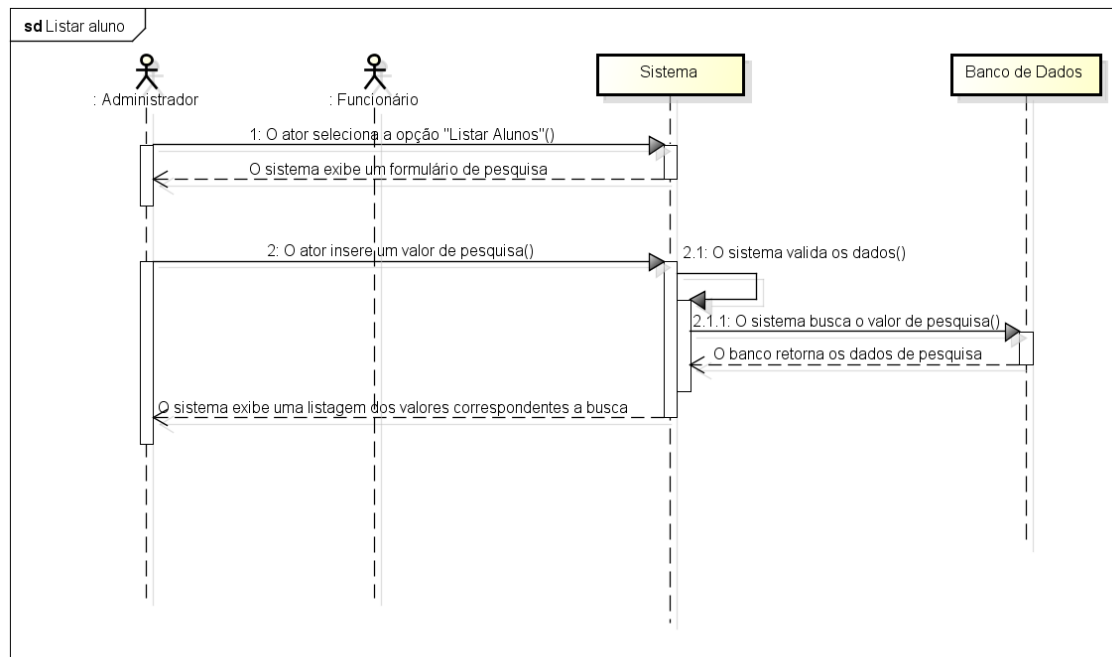 sd Listar aluno
: Administrador
: Funcionário
Sistema
Banco de Dados
1: O ator seleciona a opção "Listar Alunos"()
O sistema exibe um formulário de pesquisa
2: O ator insere um valor de pesquisa()
2.1: O sistema valida os dados()
2.1.1: O sistema busca o valor de pesquisa()
O banco retorna os dados de pesquisa
O sistema exibe uma listagem dos valores correspondentes a busca